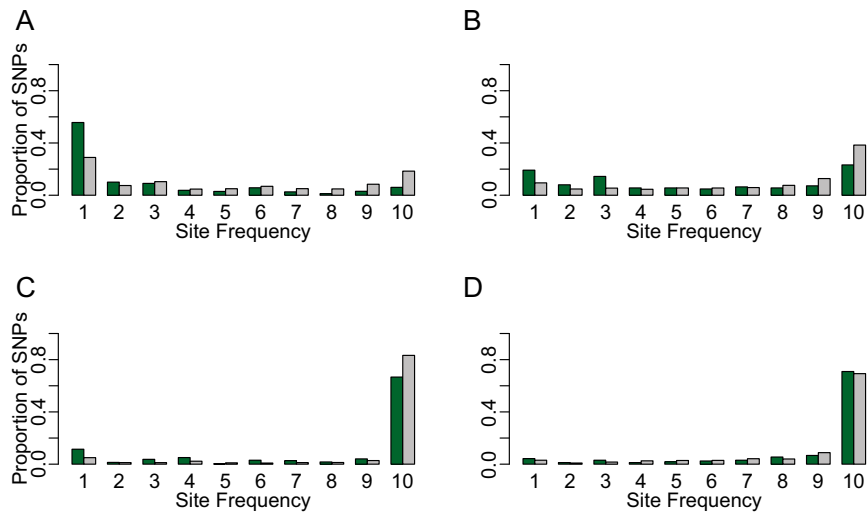 A
Proportion of SNPs
0.0 0.4 0.8
1 2 3 4 5 6 7 8 9 10
Site Frequency
B
0.0 0.4 0.8
1 2 3 4 5 6 7 8 9 10
Site Frequency
C
Proportion of SNPs
0.0 0.4 0.8
1 2 3 4 5 6 7 8 9 10
Site Frequency
D
0.0 0.4 0.8
1 2 3 4 5 6 7 8 9 10
Site Frequency